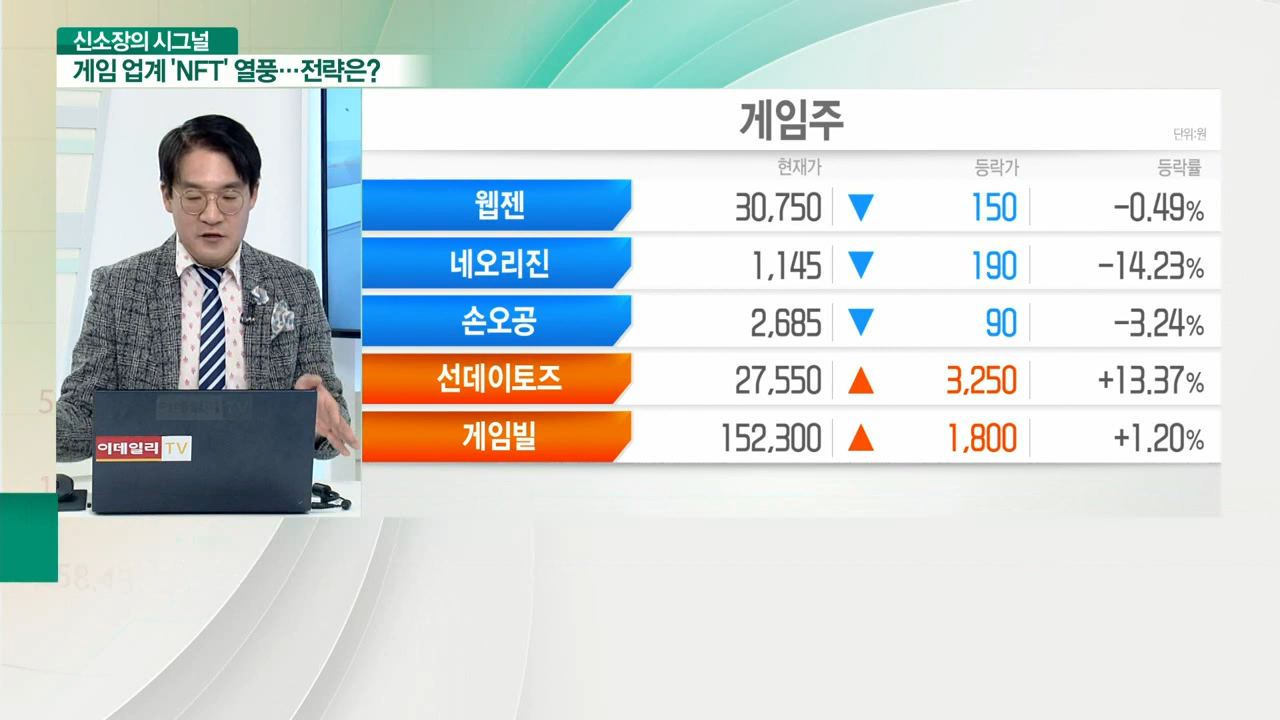 신소장의 시그널
게임 업계 'NFT' 열풍…전략은?
게임주
단위:원
현재가 등락가 등락률
웹젠 30,750 ▼ 150 -0.49%
네오리진 1,145 ▼ 190 -14.23%
손오공 2,685 ▼ 90 -3.24%
선데이토즈 27,550 ▲ 3,250 +13.37%
게임빌 152,300 ▲ 1,800 +1.20%
이데일리TV